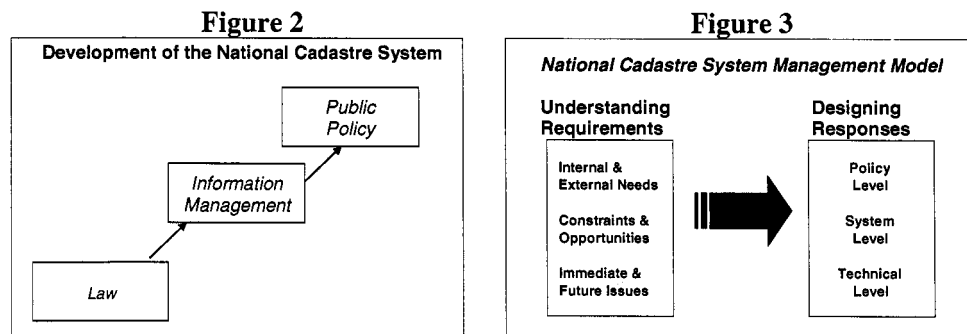 Figure 2
Development of the National Cadastre System
Public
Policy
Information
Management
Law
Figure 3
National Cadastre System Management Model
Understanding
Requirements
Internal &
External Needs
Constraints &
Opportunities
Immediate &
Future Issues
Designing
Responses
Policy
Level
System
Level
Technical
Level